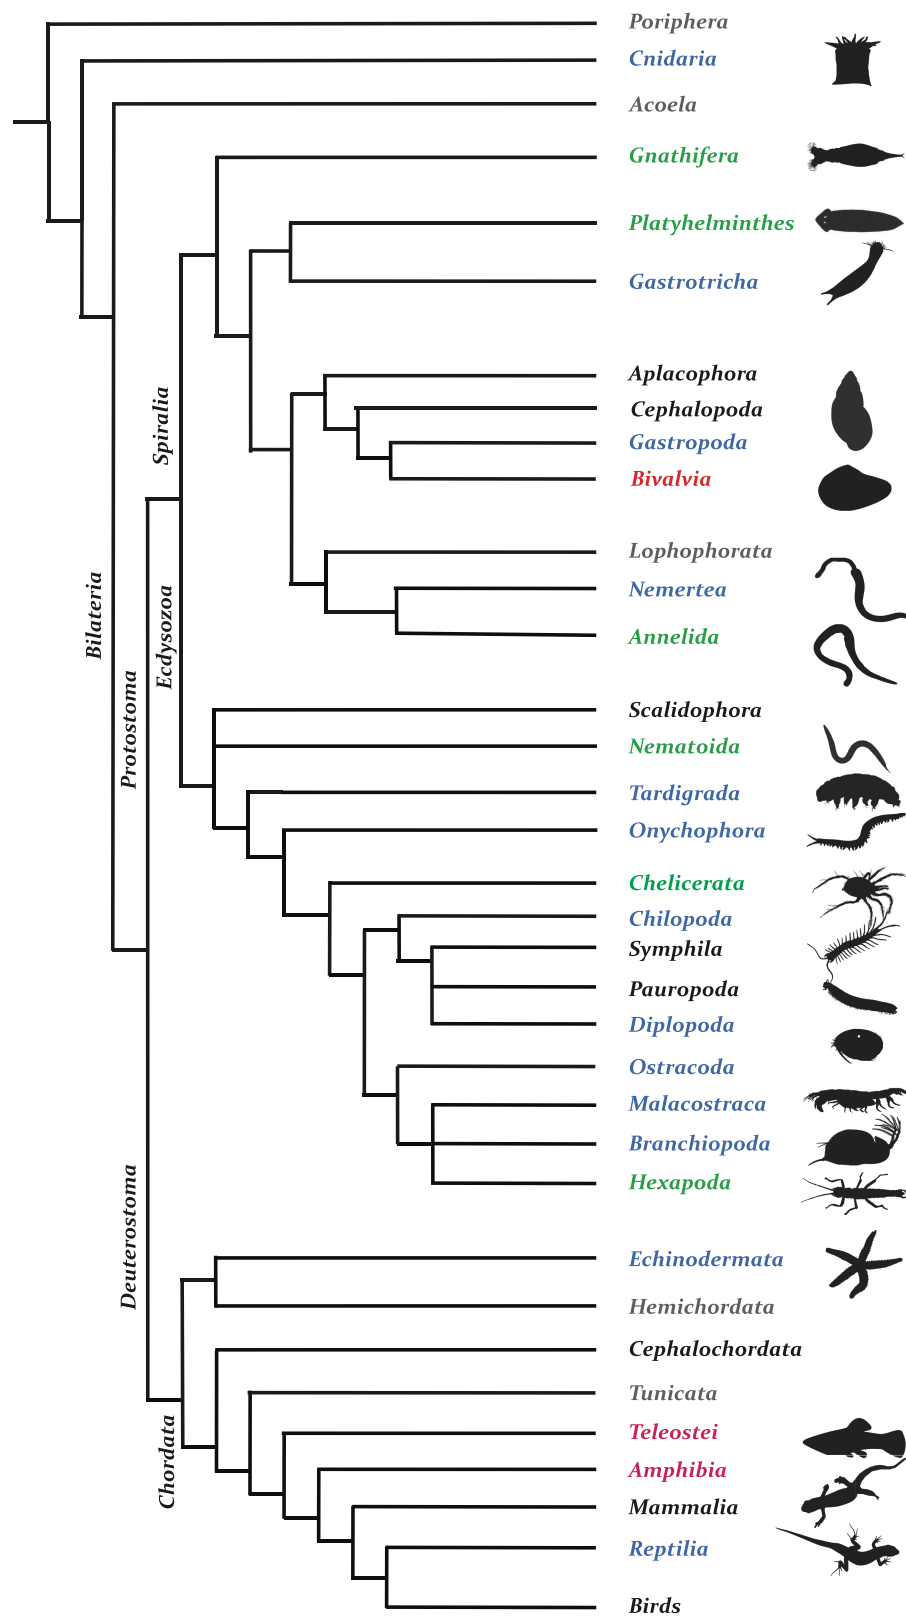 Poriphera
Cnidaria
Acoela
Gnathifera
Platyhelminthes
Gastrotricha
Aplacophora
Cephalopoda
Gastropoda
Bivalvia
Lophophorata
Nemertea
Annelida
Scalidophora
Nematoida
Tardigrada
Onychophora
Chelicerata
Chilopoda
Symphila
Pauropoda
Diplopoda
Ostracoda
Malacostraca
Branchiopoda
Hexapoda
Echinodermata
Hemichordata
Cephalochordata
Tunicata
Teleostei
Amphibia
Mammalia
Reptilia
Birds
Bilateria
Protostoma
Spiralia
Ecdysozoa
Deuterostoma
Chordata